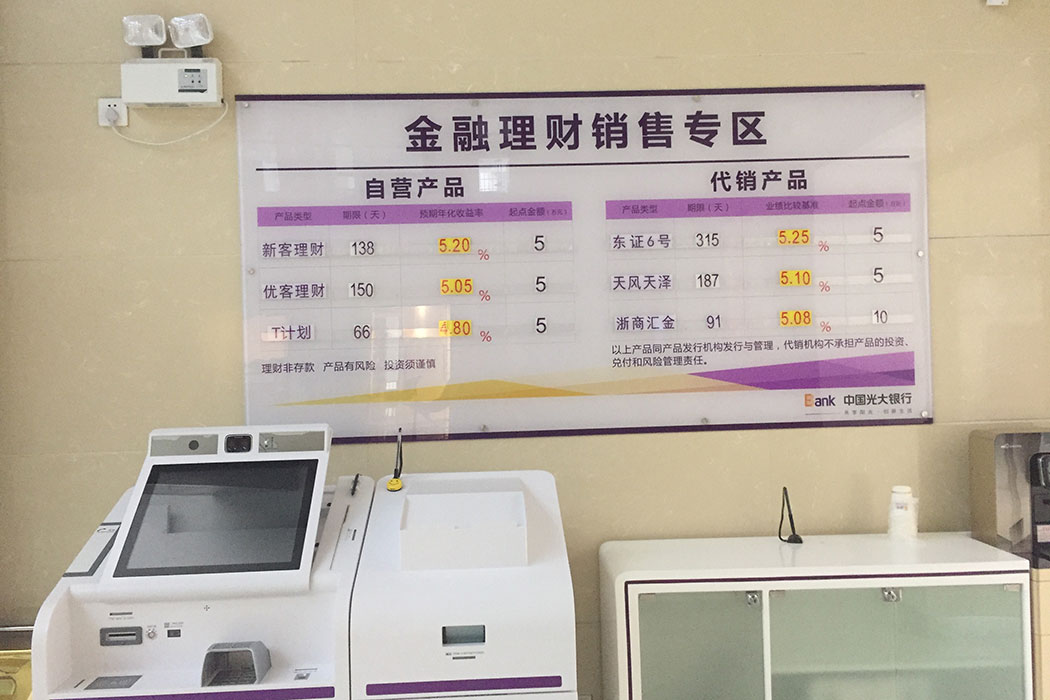 金融理财销售专区
自营产品
产品类型 期限（天） 预期年化收益率 起点金额（万元）
新客理财 138 5.20 % 5
优客理财 150 5.05 % 5
T计划 66 4.80 % 5
理财非存款 产品有风险 投资须谨慎
代销产品
产品类型 期限（天） 业绩比较基准 起点金额（万元）
东证6号 315 5.25 % 5
天风天泽 187 5.10 % 5
浙商汇金 91 5.08 % 10
以上产品同产品发行机构发行与管理，代销机构不承担产品的投资、
兑付和风险管理责任。
Bank 中国光大银行